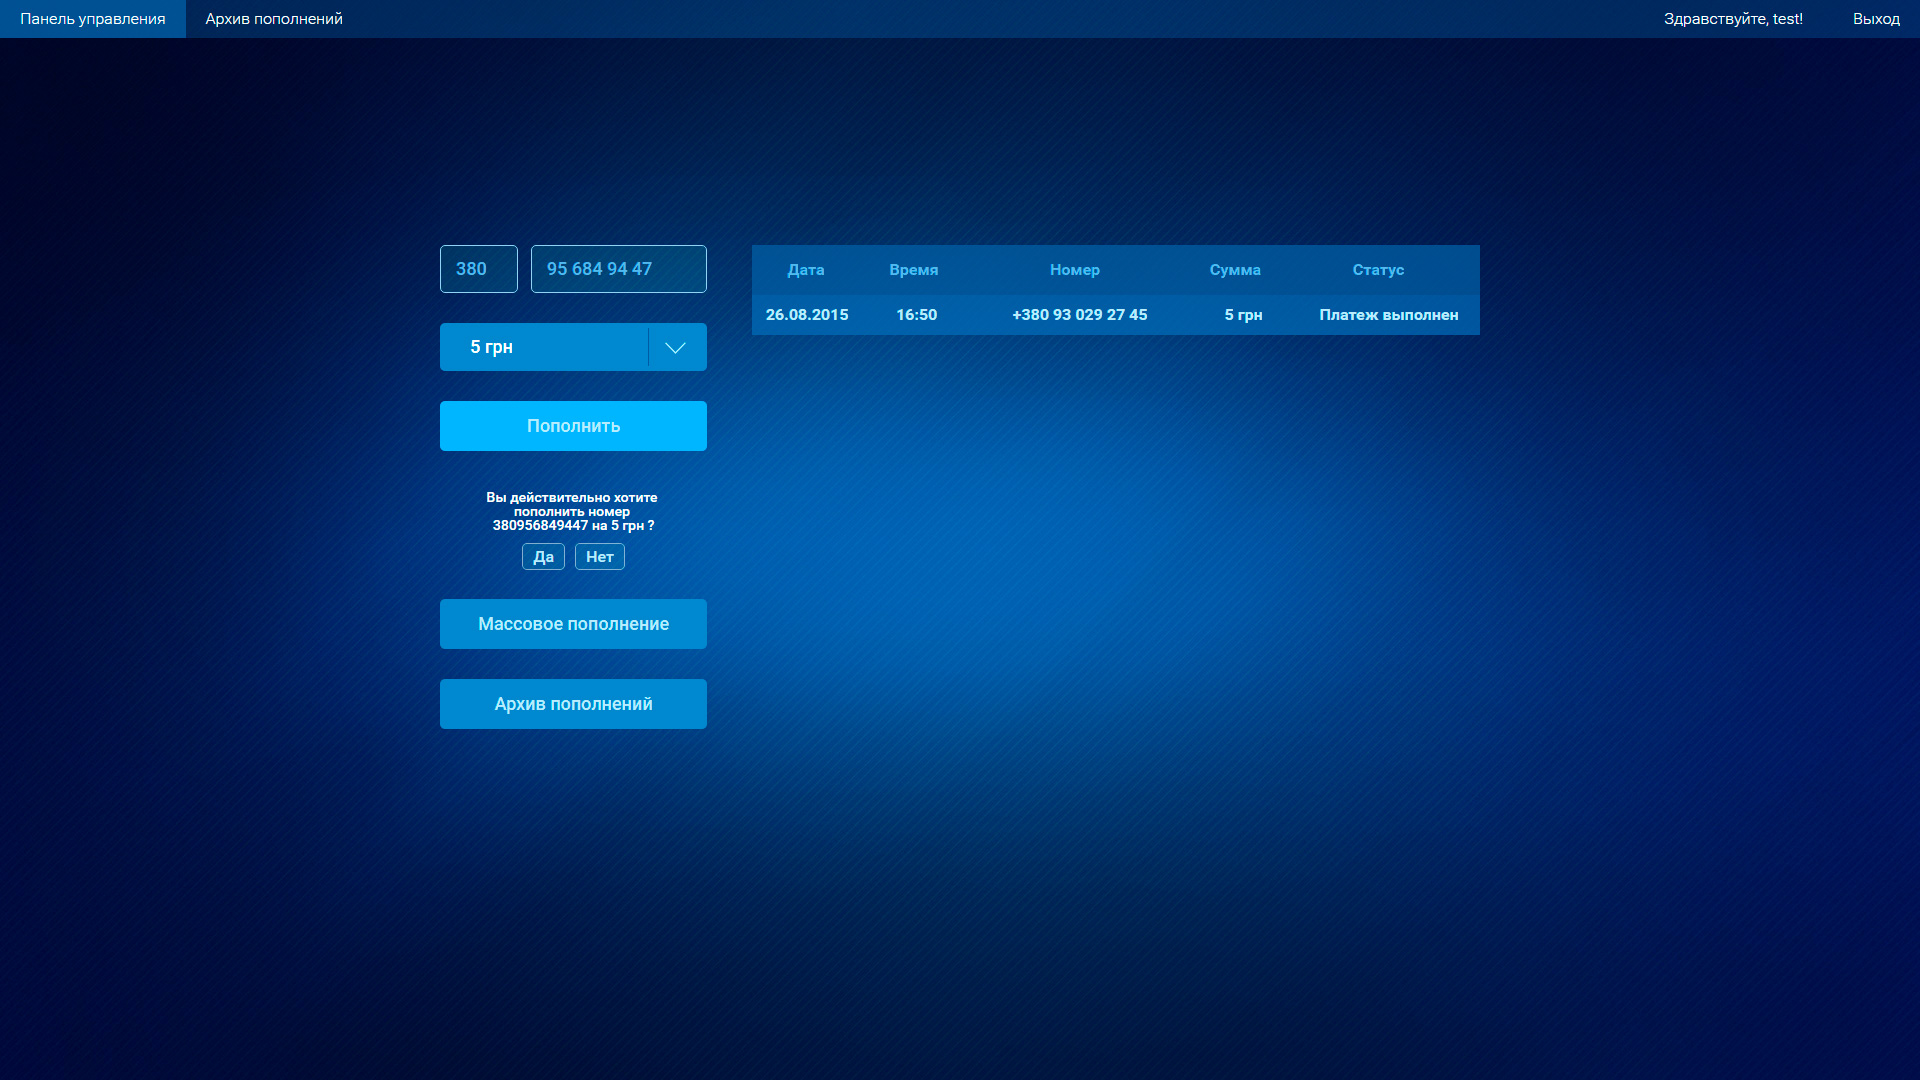 Панель управления
Архив пополнений
Здравствуйте, test!
Выход
380
95 684 94 47
5 грн
Пополнить
Вы действительно хотите
пополнить номер
380956849447 на 5 грн ?
Да
Нет
Массовое пополнение
Архив пополнений
Дата Время Номер Сумма Статус
26.08.2015 16:50 +380 93 029 27 45 5 грн Платеж выполнен